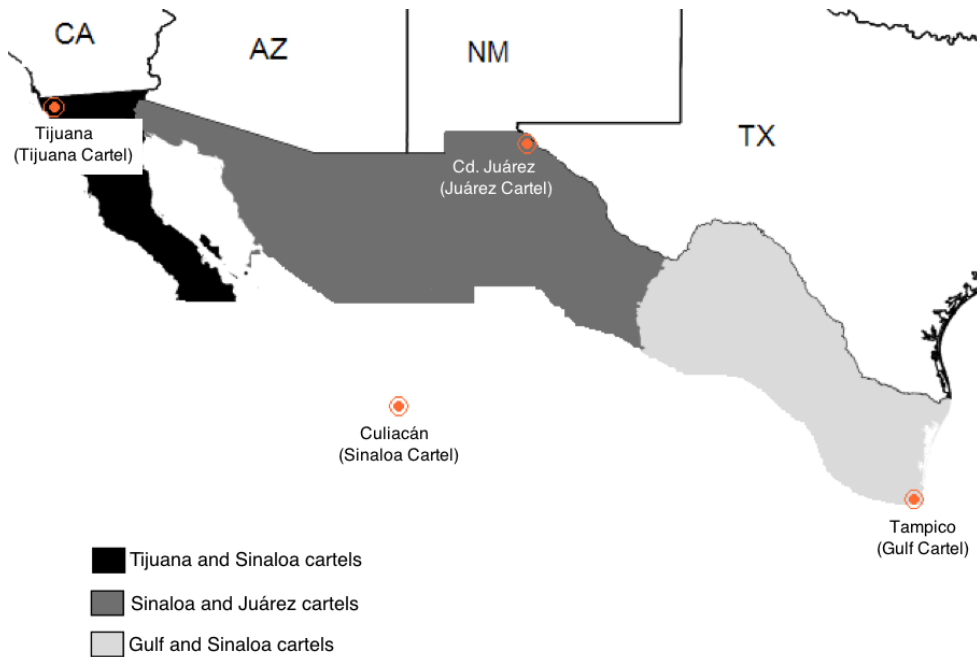 CA
AZ
NM
TX
Tijuana
(Tijuana Cartel)
Cd. Juárez
(Juárez Cartel)
Culiacán
(Sinaloa Cartel)
Tampico
(Gulf Cartel)
Tijuana and Sinaloa cartels
Sinaloa and Juárez cartels
Gulf and Sinaloa cartels